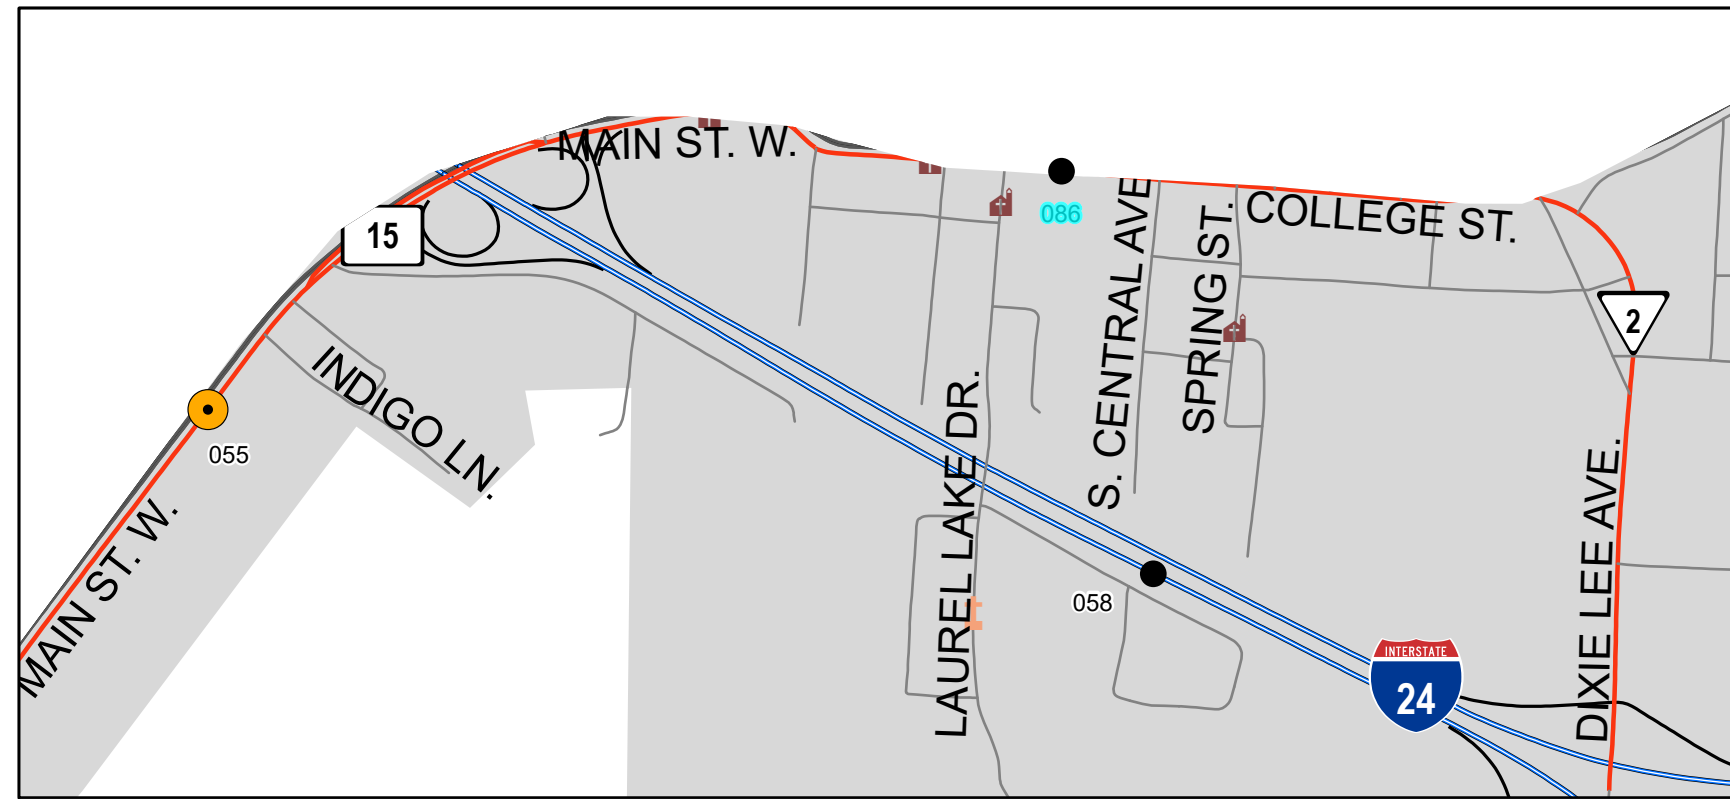 MAIN ST. W.
15
086
COLLEGE ST.
S. CENTRAL AVE
SPRING ST.
2
INDIGO LN.
055
LAUREL LAKE DR.
MAIN ST. W.
058
DIXIE LEE AVE.
INTERSTATE
24